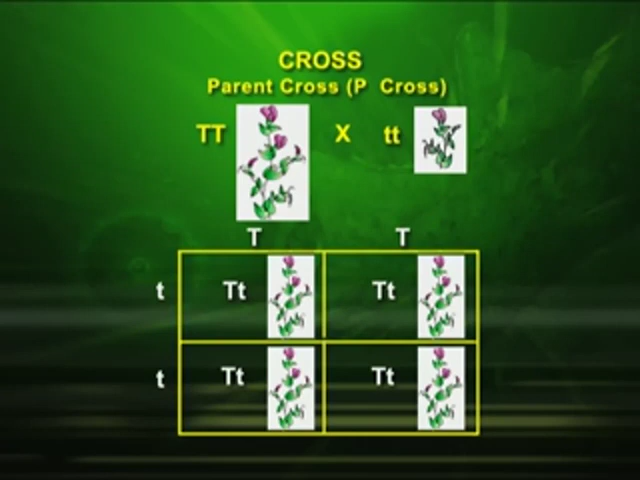 CROSS
Parent Cross (P Cross)
TT X tt
T T
t Tt Tt
t Tt Tt